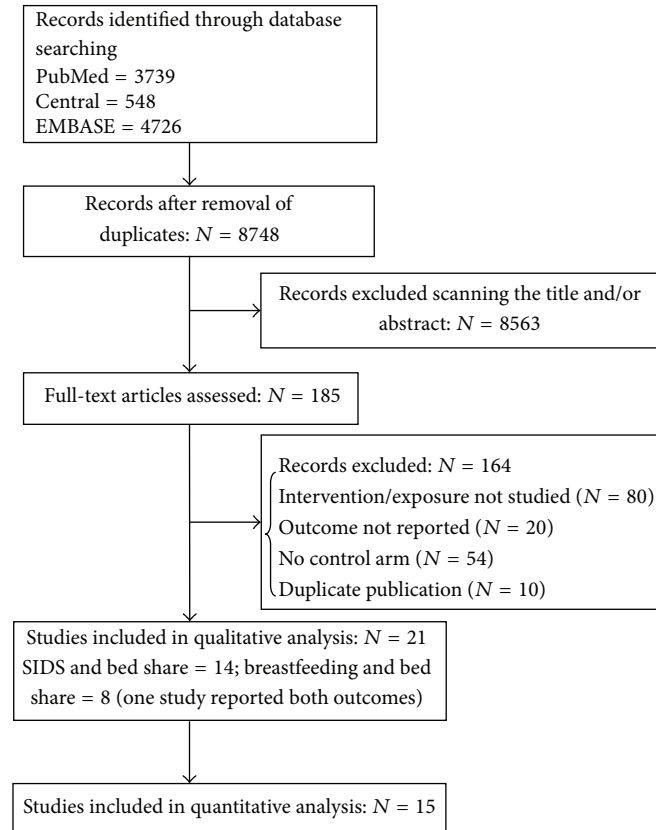 Records identified through database
searching
PubMed = 3739
Central = 548
EMBASE = 4726
Records after removal of
duplicates: N = 8748
Records excluded scanning the title and/or
abstract: N = 8563
Full-text articles assessed: N = 185
Records excluded: N = 164
Intervention/exposure not studied (N = 80)
Outcome not reported (N = 20)
No control arm (N = 54)
Duplicate publication (N = 10)
Studies included in qualitative analysis: N = 21
SIDS and bed share = 14; breastfeeding and bed
share = 8 (one study reported both outcomes)
Studies included in quantitative analysis: N = 15